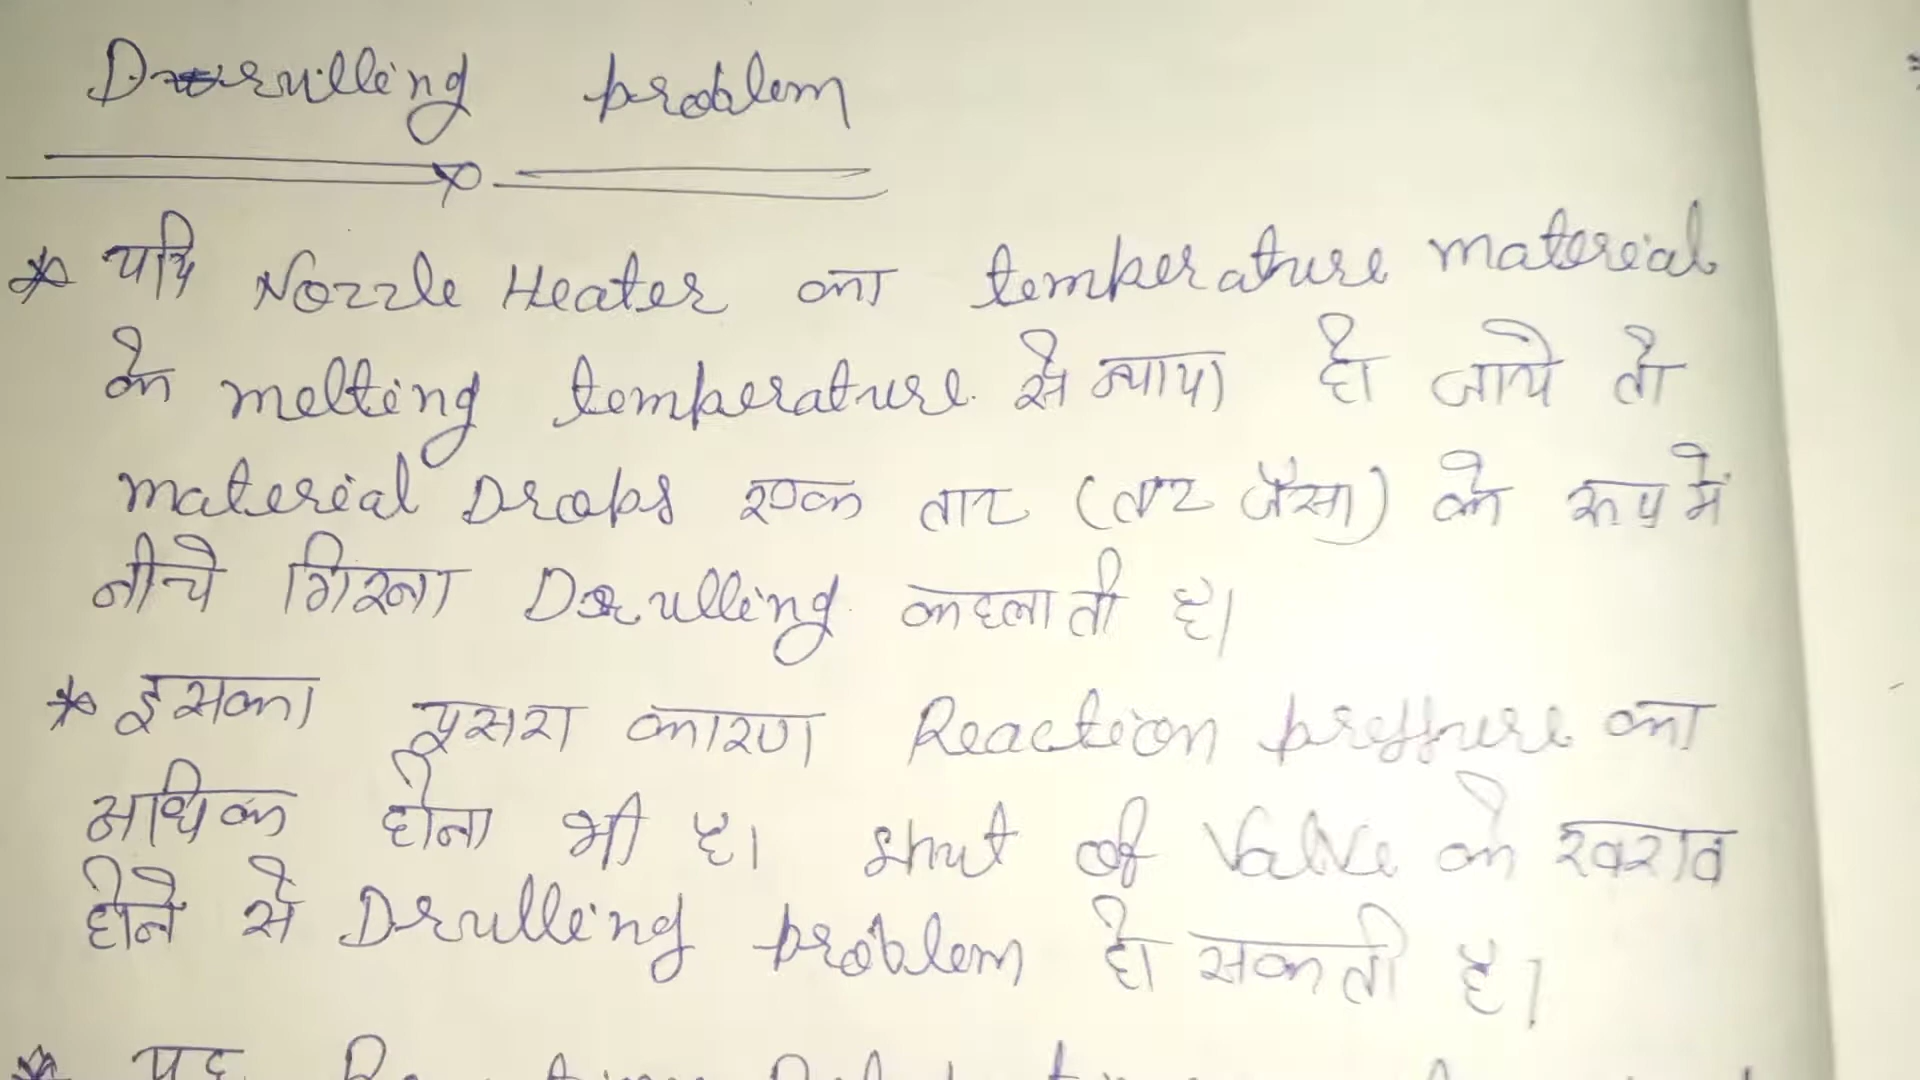 Drulling problem
* यदि Nozzle Heater का temperature material
के melting temperature से ज्यादा हो जाये तो
material Drops एक तार (तार जैसा) के रूप में
नीचे गिरना Drulling कहलाती है।
* इसका दूसरा कारण Reaction pressure का
अधिक होना भी है। shut of Valve के खराब
होने से Drulling problem हो सकती है।
* यह